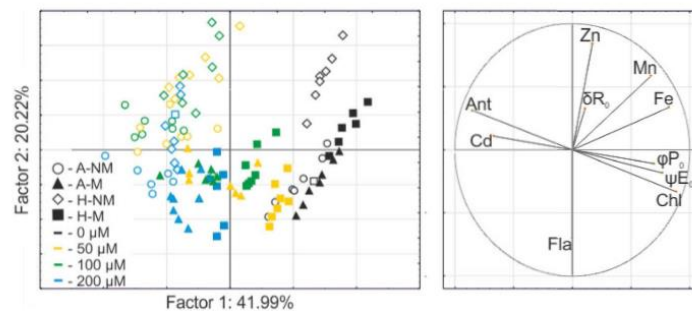 Factor 2: 20.22%
○ - A-NM
▲ - A-M
◇ - H-NM
■ - H-M
- 0 µM
- 50 µM
- 100 µM
- 200 µM
Factor 1: 41.99%
Zn
Mn
δR₀
Fe
Ant
Cd
φP₀
ψE₀
Chl
Fla